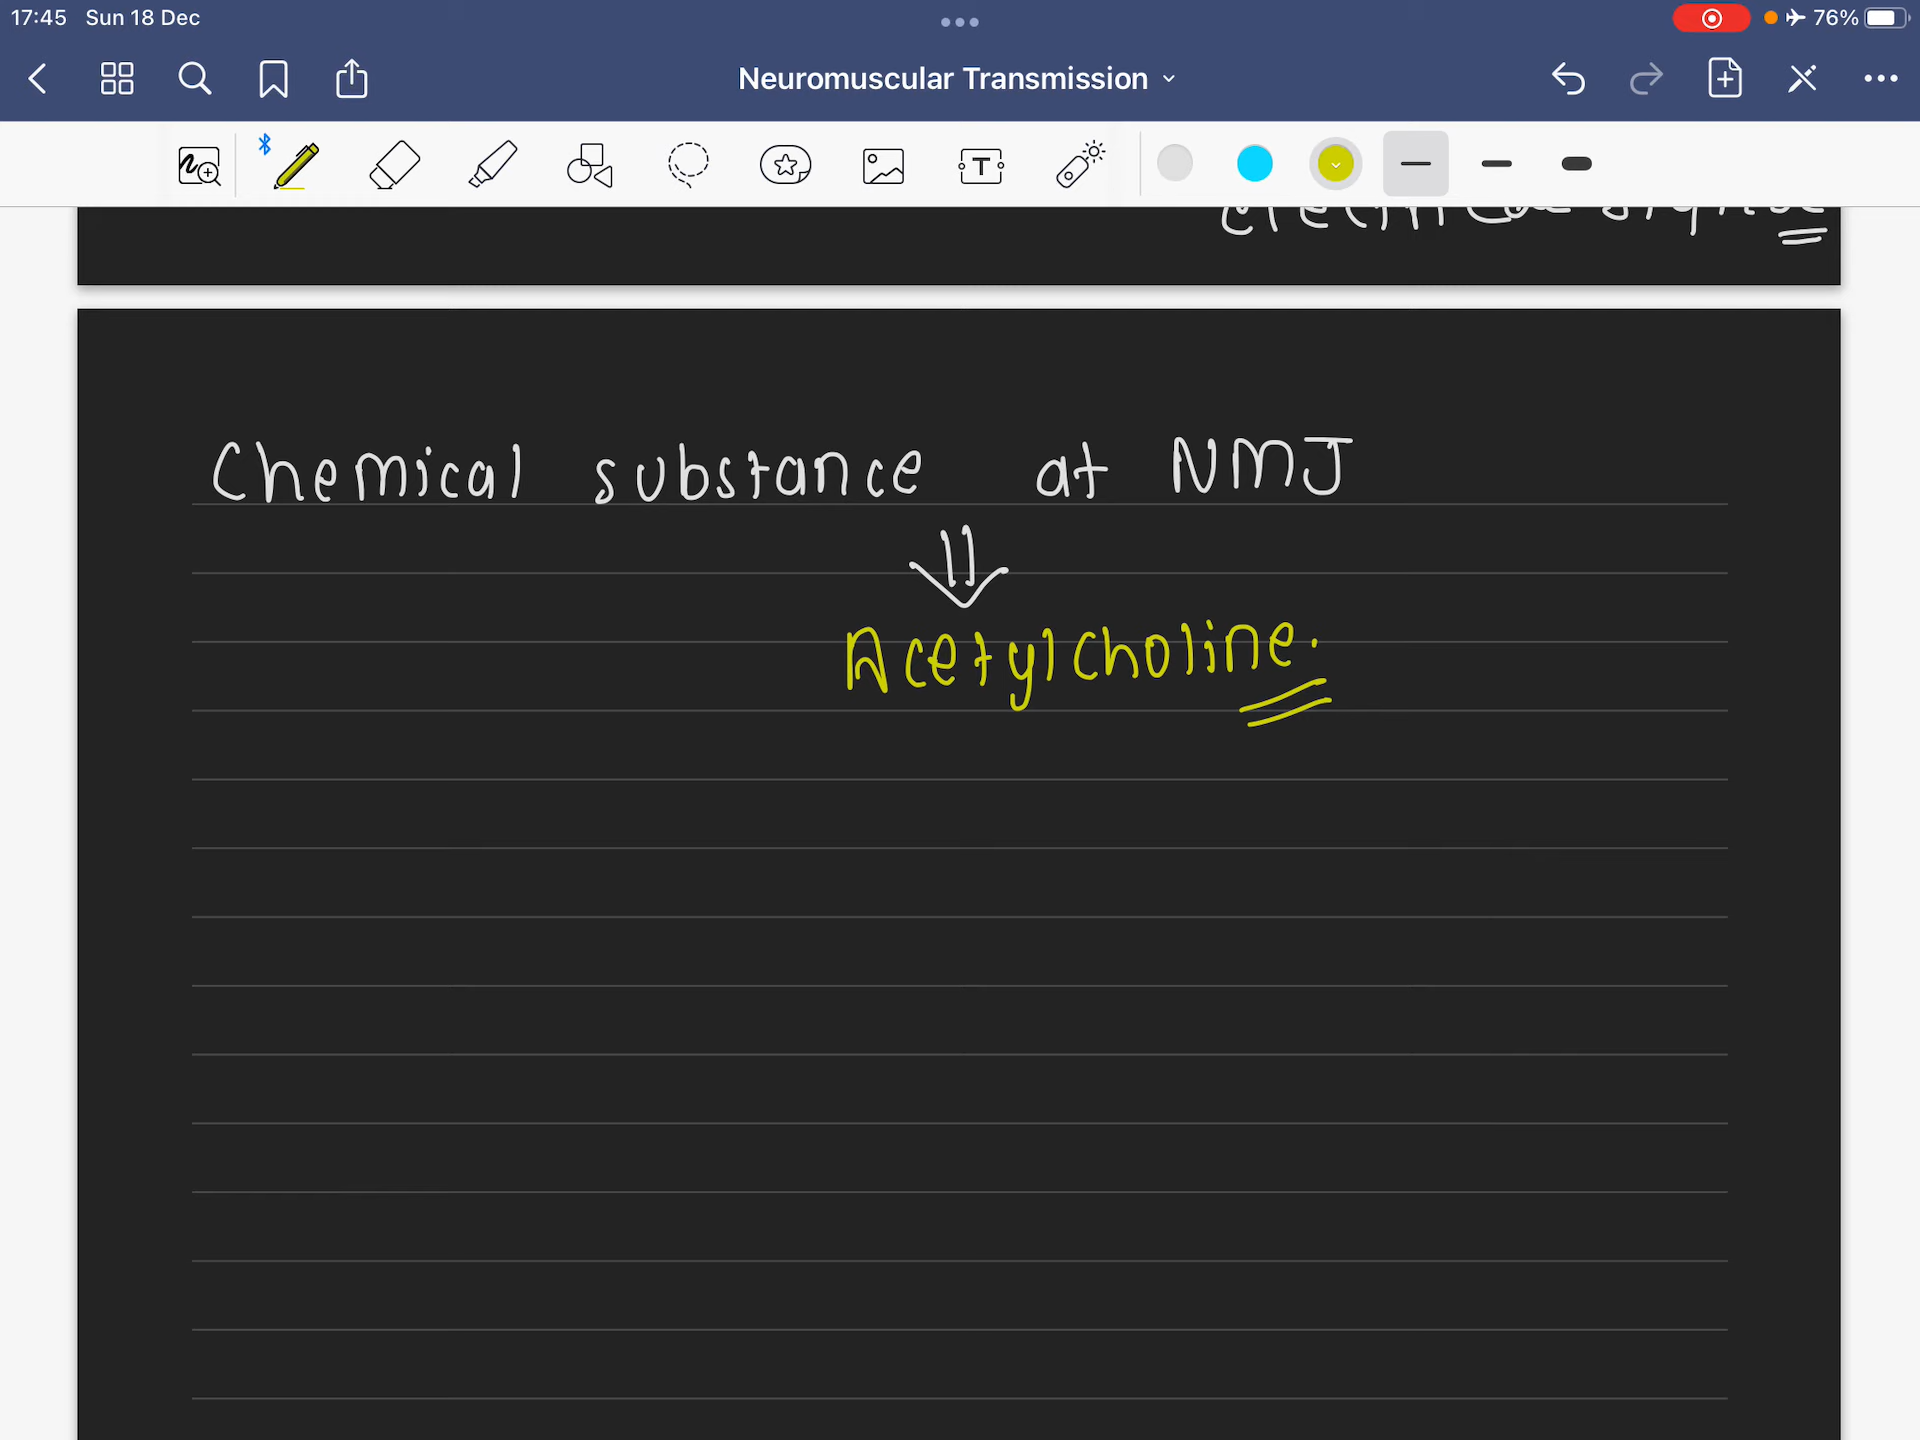 17:45 Sun 18 Dec
76%
Neuromuscular Transmission
T
Chemical substance at NMJ
Acetylcholine.